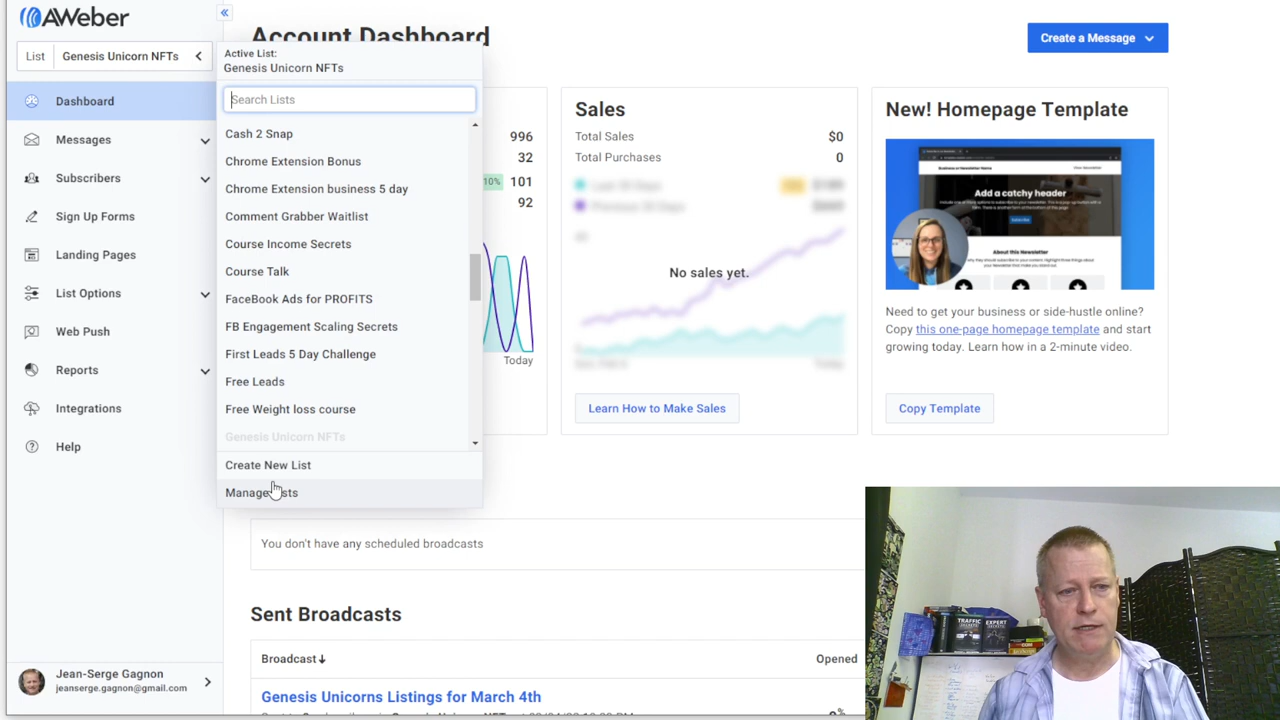 AWeber
«
List
Genesis Unicorn NFTs
Dashboard
Messages
Subscribers
Sign Up Forms
Landing Pages
List Options
Web Push
Reports
Integrations
Help
Jean-Serge Gagnon
jeanserge.gagnon@gmail.com
Account Dashboard
Create a Message
Active List:
Genesis Unicorn NFTs
Search Lists
Cash 2 Snap
Chrome Extension Bonus
Chrome Extension business 5 day
Comment Grabber Waitlist
Course Income Secrets
Course Talk
FaceBook Ads for PROFITS
FB Engagement Scaling Secrets
First Leads 5 Day Challenge
Free Leads
Free Weight loss course
Genesis Unicorn NFTs
Create New List
Manage Lists
996
32
10% 101
92
Today
Sales
Total Sales $0
Total Purchases 0
No sales yet.
Learn How to Make Sales
New! Homepage Template
Add a catchy header
About this Newsletter
Need to get your business or side-hustle online?
Copy this one-page homepage template and start
growing today. Learn how in a 2-minute video.
Copy Template
You don't have any scheduled broadcasts
Sent Broadcasts
Broadcast Opened
Genesis Unicorns Listings for March 4th
TRAFFIC
SECRETS
EXPERT
SECRETS